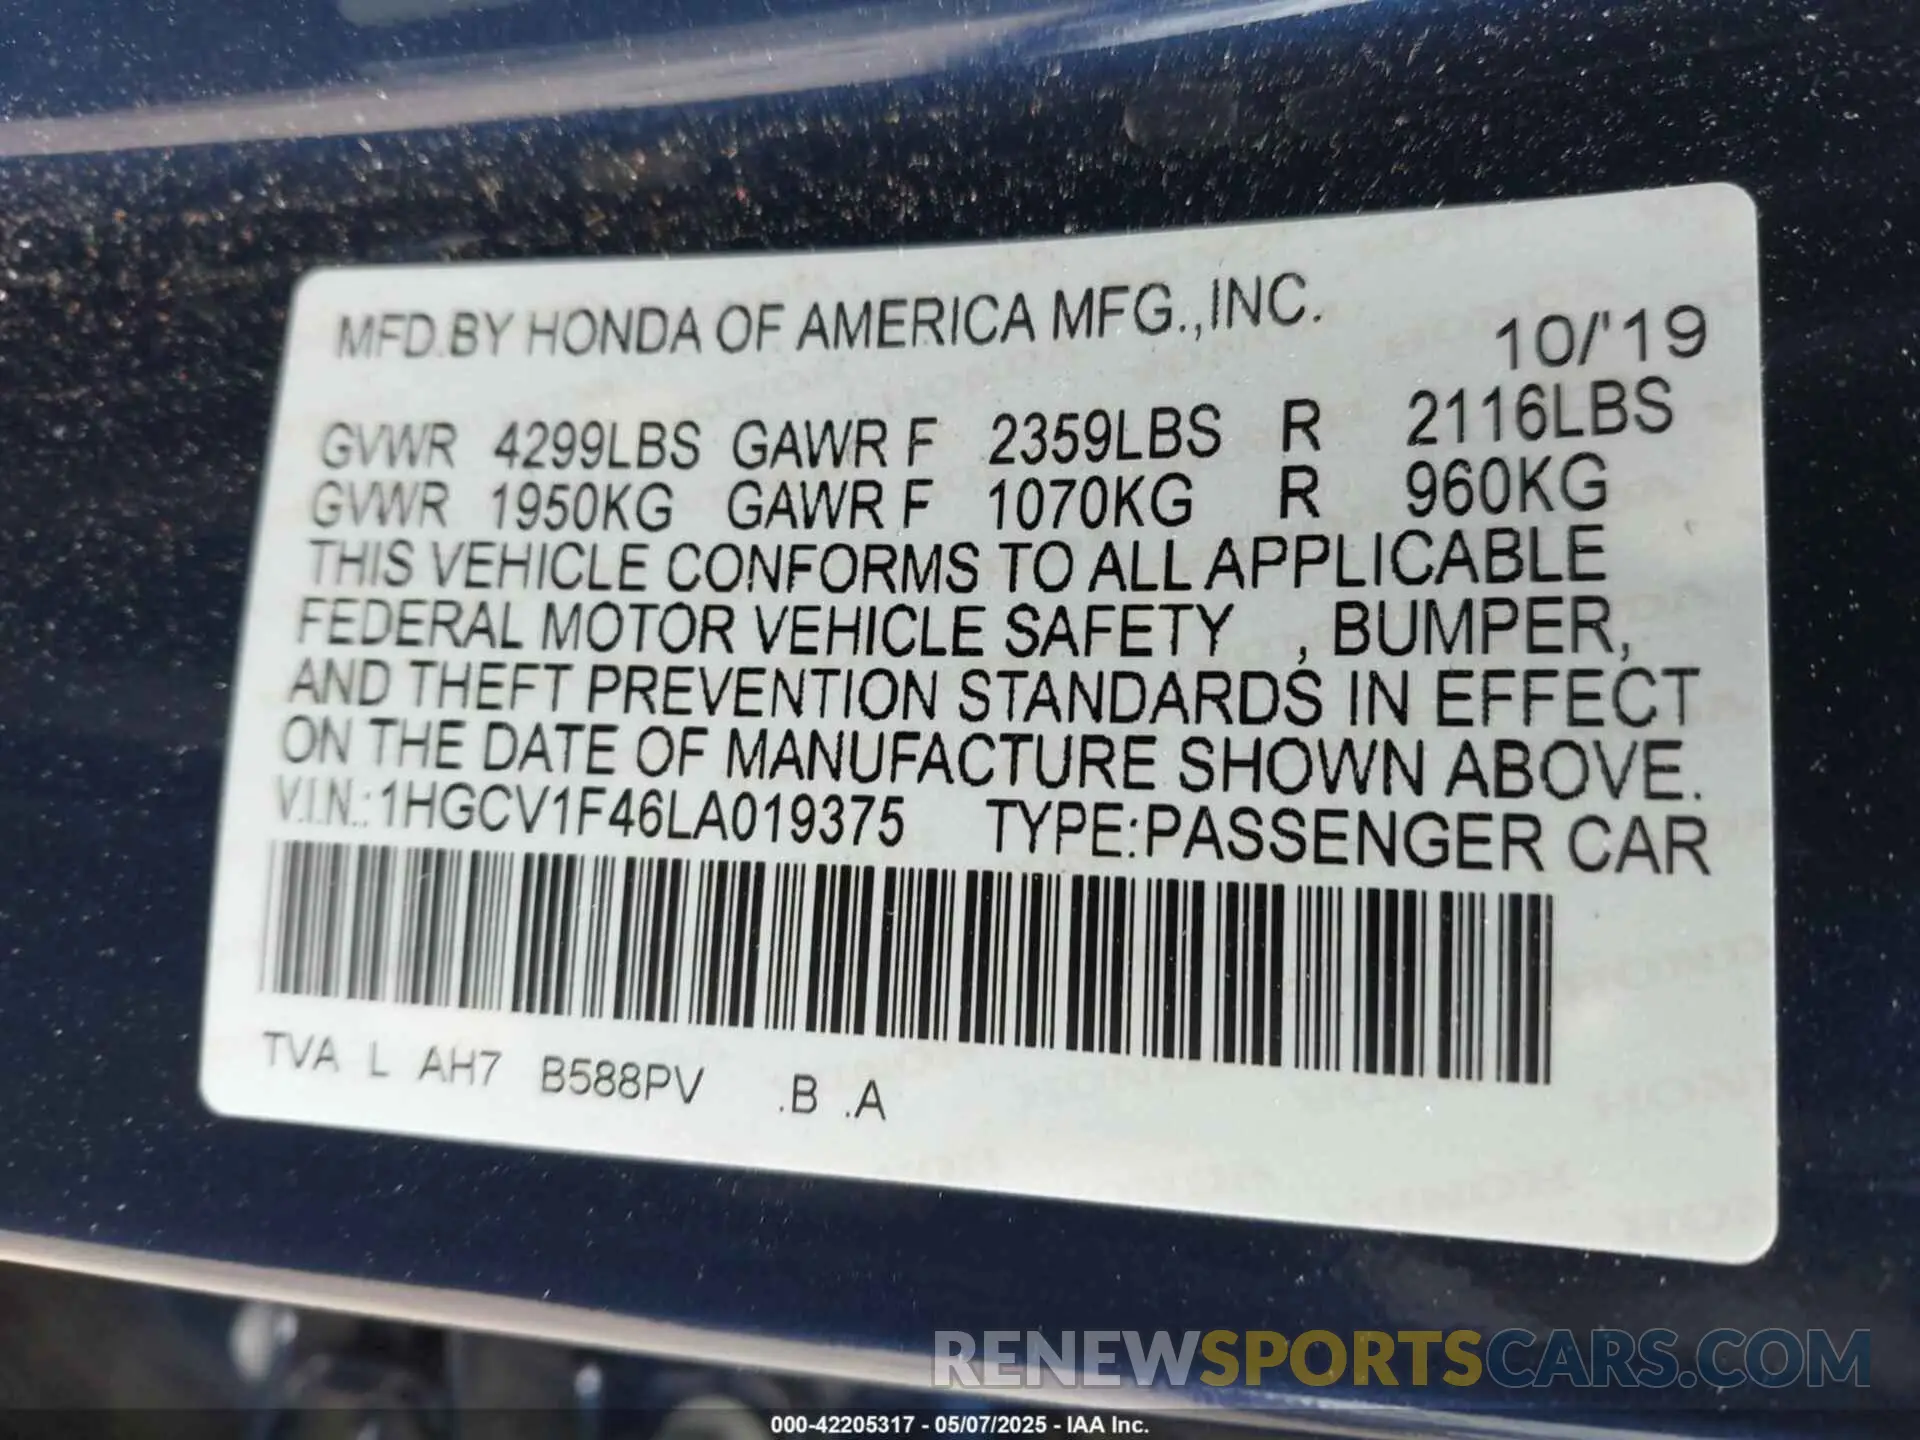 MFD.BY HONDA OF AMERICA MFG.,INC.
10/'19
GVWR 4299LBS GAWR F 2359LBS R 2116LBS
GVWR 1950KG GAWR F 1070KG R 960KG
THIS VEHICLE CONFORMS TO ALL APPLICABLE
FEDERAL MOTOR VEHICLE SAFETY , BUMPER,
AND THEFT PREVENTION STANDARDS IN EFFECT
ON THE DATE OF MANUFACTURE SHOWN ABOVE.
V.I.N.:1HGCV1F46LA019375 TYPE:PASSENGER CAR
TVA L AH7 B588PV .B .A
RENEWSPORTSCARS.COM
000-42205317 - 05/07/2025 - IAA Inc.